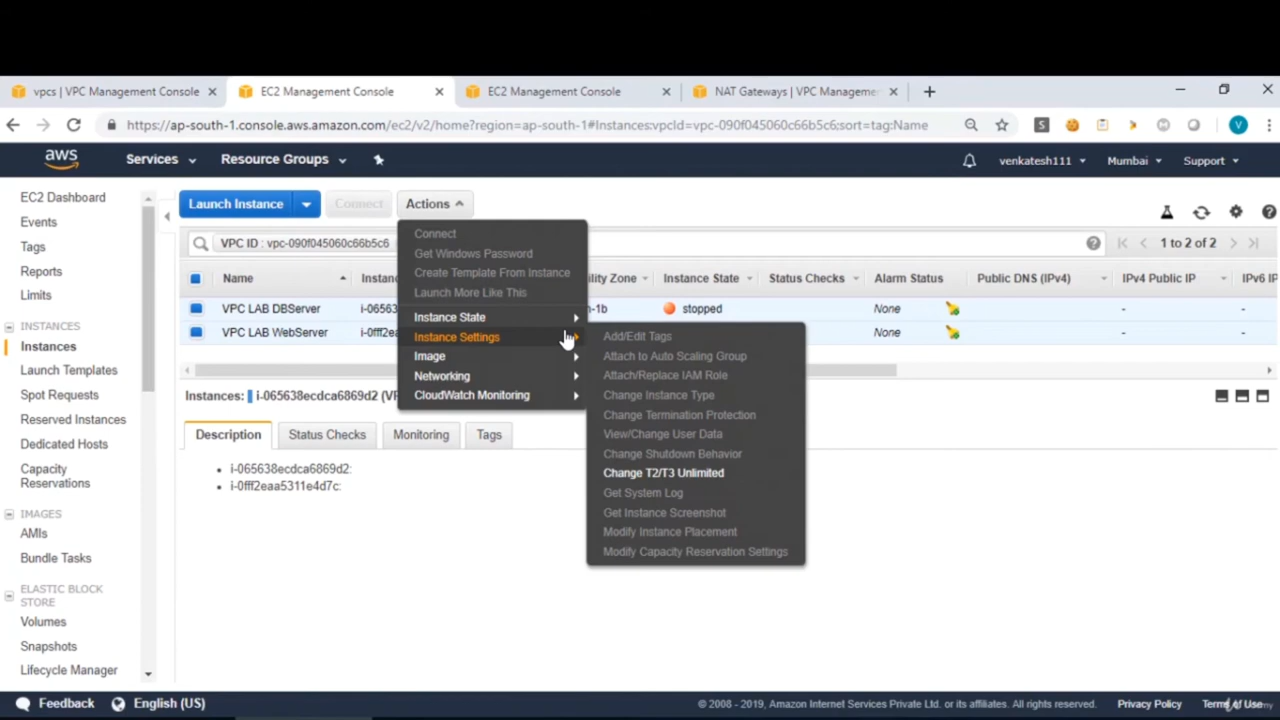 vpcs | VPC Management Console
EC2 Management Console
EC2 Management Console
NAT Gateways | VPC Manageme
https://ap-south-1.console.aws.amazon.com/ec2/v2/home?region=ap-south-1#Instances:vpcId=vpc-090f045060c66b5c6;sort=tag:Name
S
V
aws
Services
Resource Groups
venkatesh111
Mumbai
Support
EC2 Dashboard
Events
Tags
Reports
Limits
INSTANCES
Instances
Launch Templates
Spot Requests
Reserved Instances
Dedicated Hosts
Capacity
Reservations
IMAGES
AMIs
Bundle Tasks
ELASTIC BLOCK
STORE
Volumes
Snapshots
Lifecycle Manager
Launch Instance
Connect
Actions
VPC ID : vpc-090f045060c66b5c6
1 to 2 of 2
Name
Instanc
ility Zone
Instance State
Status Checks
Alarm Status
Public DNS (IPv4)
IPv4 Public IP
IPv6 IP
VPC LAB DBServer
i-06563
n-1b
stopped
None
-
-
VPC LAB WebServer
i-0fff2ea
None
-
-
Connect
Get Windows Password
Create Template From Instance
Launch More Like This
Instance State
Instance Settings
Image
Networking
CloudWatch Monitoring
Add/Edit Tags
Attach to Auto Scaling Group
Attach/Replace IAM Role
Change Instance Type
Change Termination Protection
View/Change User Data
Change Shutdown Behavior
Change T2/T3 Unlimited
Get System Log
Get Instance Screenshot
Modify Instance Placement
Modify Capacity Reservation Settings
Instances: i-065638ecdca6869d2 (VP
Description
Status Checks
Monitoring
Tags
i-065638ecdca6869d2:
i-0fff2eaa5311e4d7c:
Feedback
English (US)
© 2008 - 2019, Amazon Internet Services Private Ltd. or its affiliates. All rights reserved.
Privacy Policy
Terms of Use